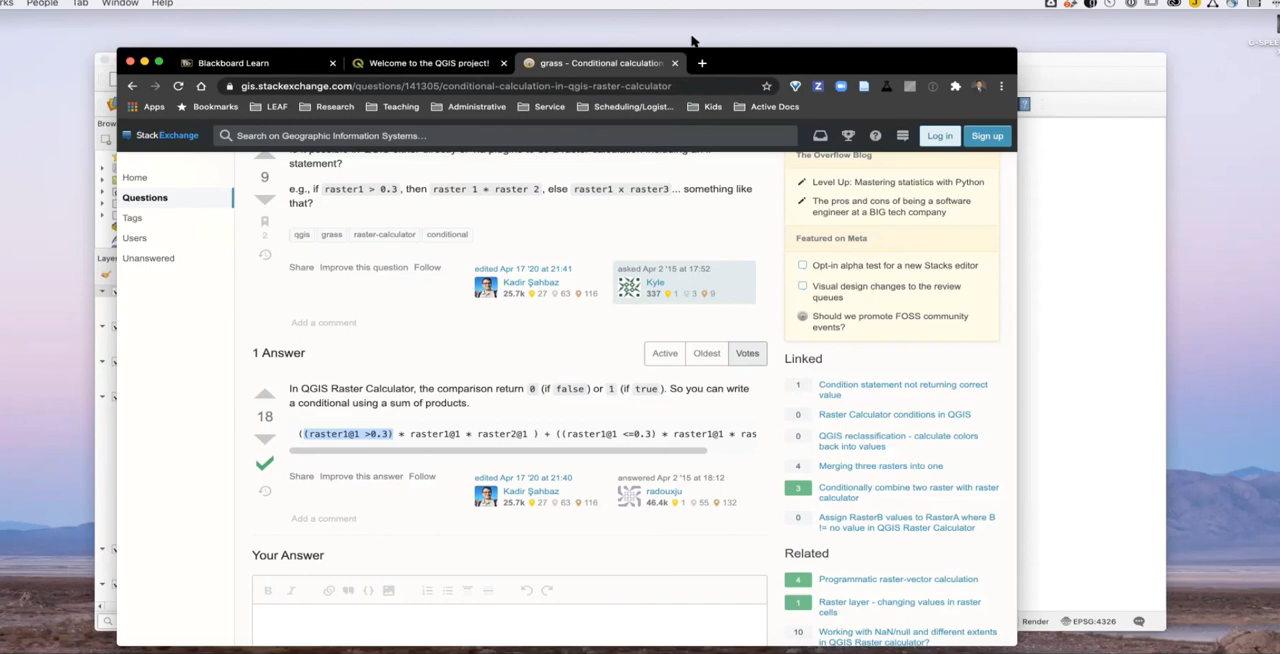 People Tab Window Help
Blackboard Learn
Welcome to the QGIS project!
grass - Conditional calculation
gis.stackexchange.com/questions/141305/conditional-calculation-in-qgis-raster-calculator
Apps Bookmarks LEAF Research Teaching Administrative Service Scheduling/Logist... Kids Active Docs
StackExchange Search on Geographic Information Systems... Log in Sign up
Home
Questions
Tags
Users
Unanswered
statement?
9
e.g., if raster1 > 0.3, then raster 1 * raster 2, else raster1 x raster3 ... something like
that?
2
qgis grass raster-calculator conditional
Share Improve this question Follow
edited Apr 17 '20 at 21:41
Kadir Şahbaz
25.7k 27 63 116
asked Apr 2 '15 at 17:52
Kyle
337 1 3 9
Add a comment
1 Answer
Active Oldest Votes
In QGIS Raster Calculator, the comparison return 0 (if false) or 1 (if true). So you can write
a conditional using a sum of products.
18
((raster1@1 >0.3) * raster1@1 * raster2@1 ) + ((raster1@1 <=0.3) * raster1@1 * ras
Share Improve this answer Follow
edited Apr 17 '20 at 21:40
Kadir Şahbaz
25.7k 27 63 116
answered Apr 2 '15 at 18:12
radouxju
46.4k 1 55 132
Add a comment
Your Answer
The Overflow Blog
Level Up: Mastering statistics with Python
The pros and cons of being a software
engineer at a BIG tech company
Featured on Meta
Opt-in alpha test for a new Stacks editor
Visual design changes to the review
queues
Should we promote FOSS community
events?
Linked
1 Condition statement not returning correct
value
0 Raster Calculator conditions in QGIS
0 QGIS reclassification - calculate colors
back into values
4 Merging three rasters into one
3 Conditionally combine two raster with raster
calculator
0 Assign RasterB values to RasterA where B
!= no value in QGIS Raster Calculator
Related
4 Programmatic raster-vector calculation
1 Raster layer - changing values in raster
cells
10 Working with NaN/null and different extents
in QGIS Raster calculator?
Brow
Laye
Render EPSG:4326